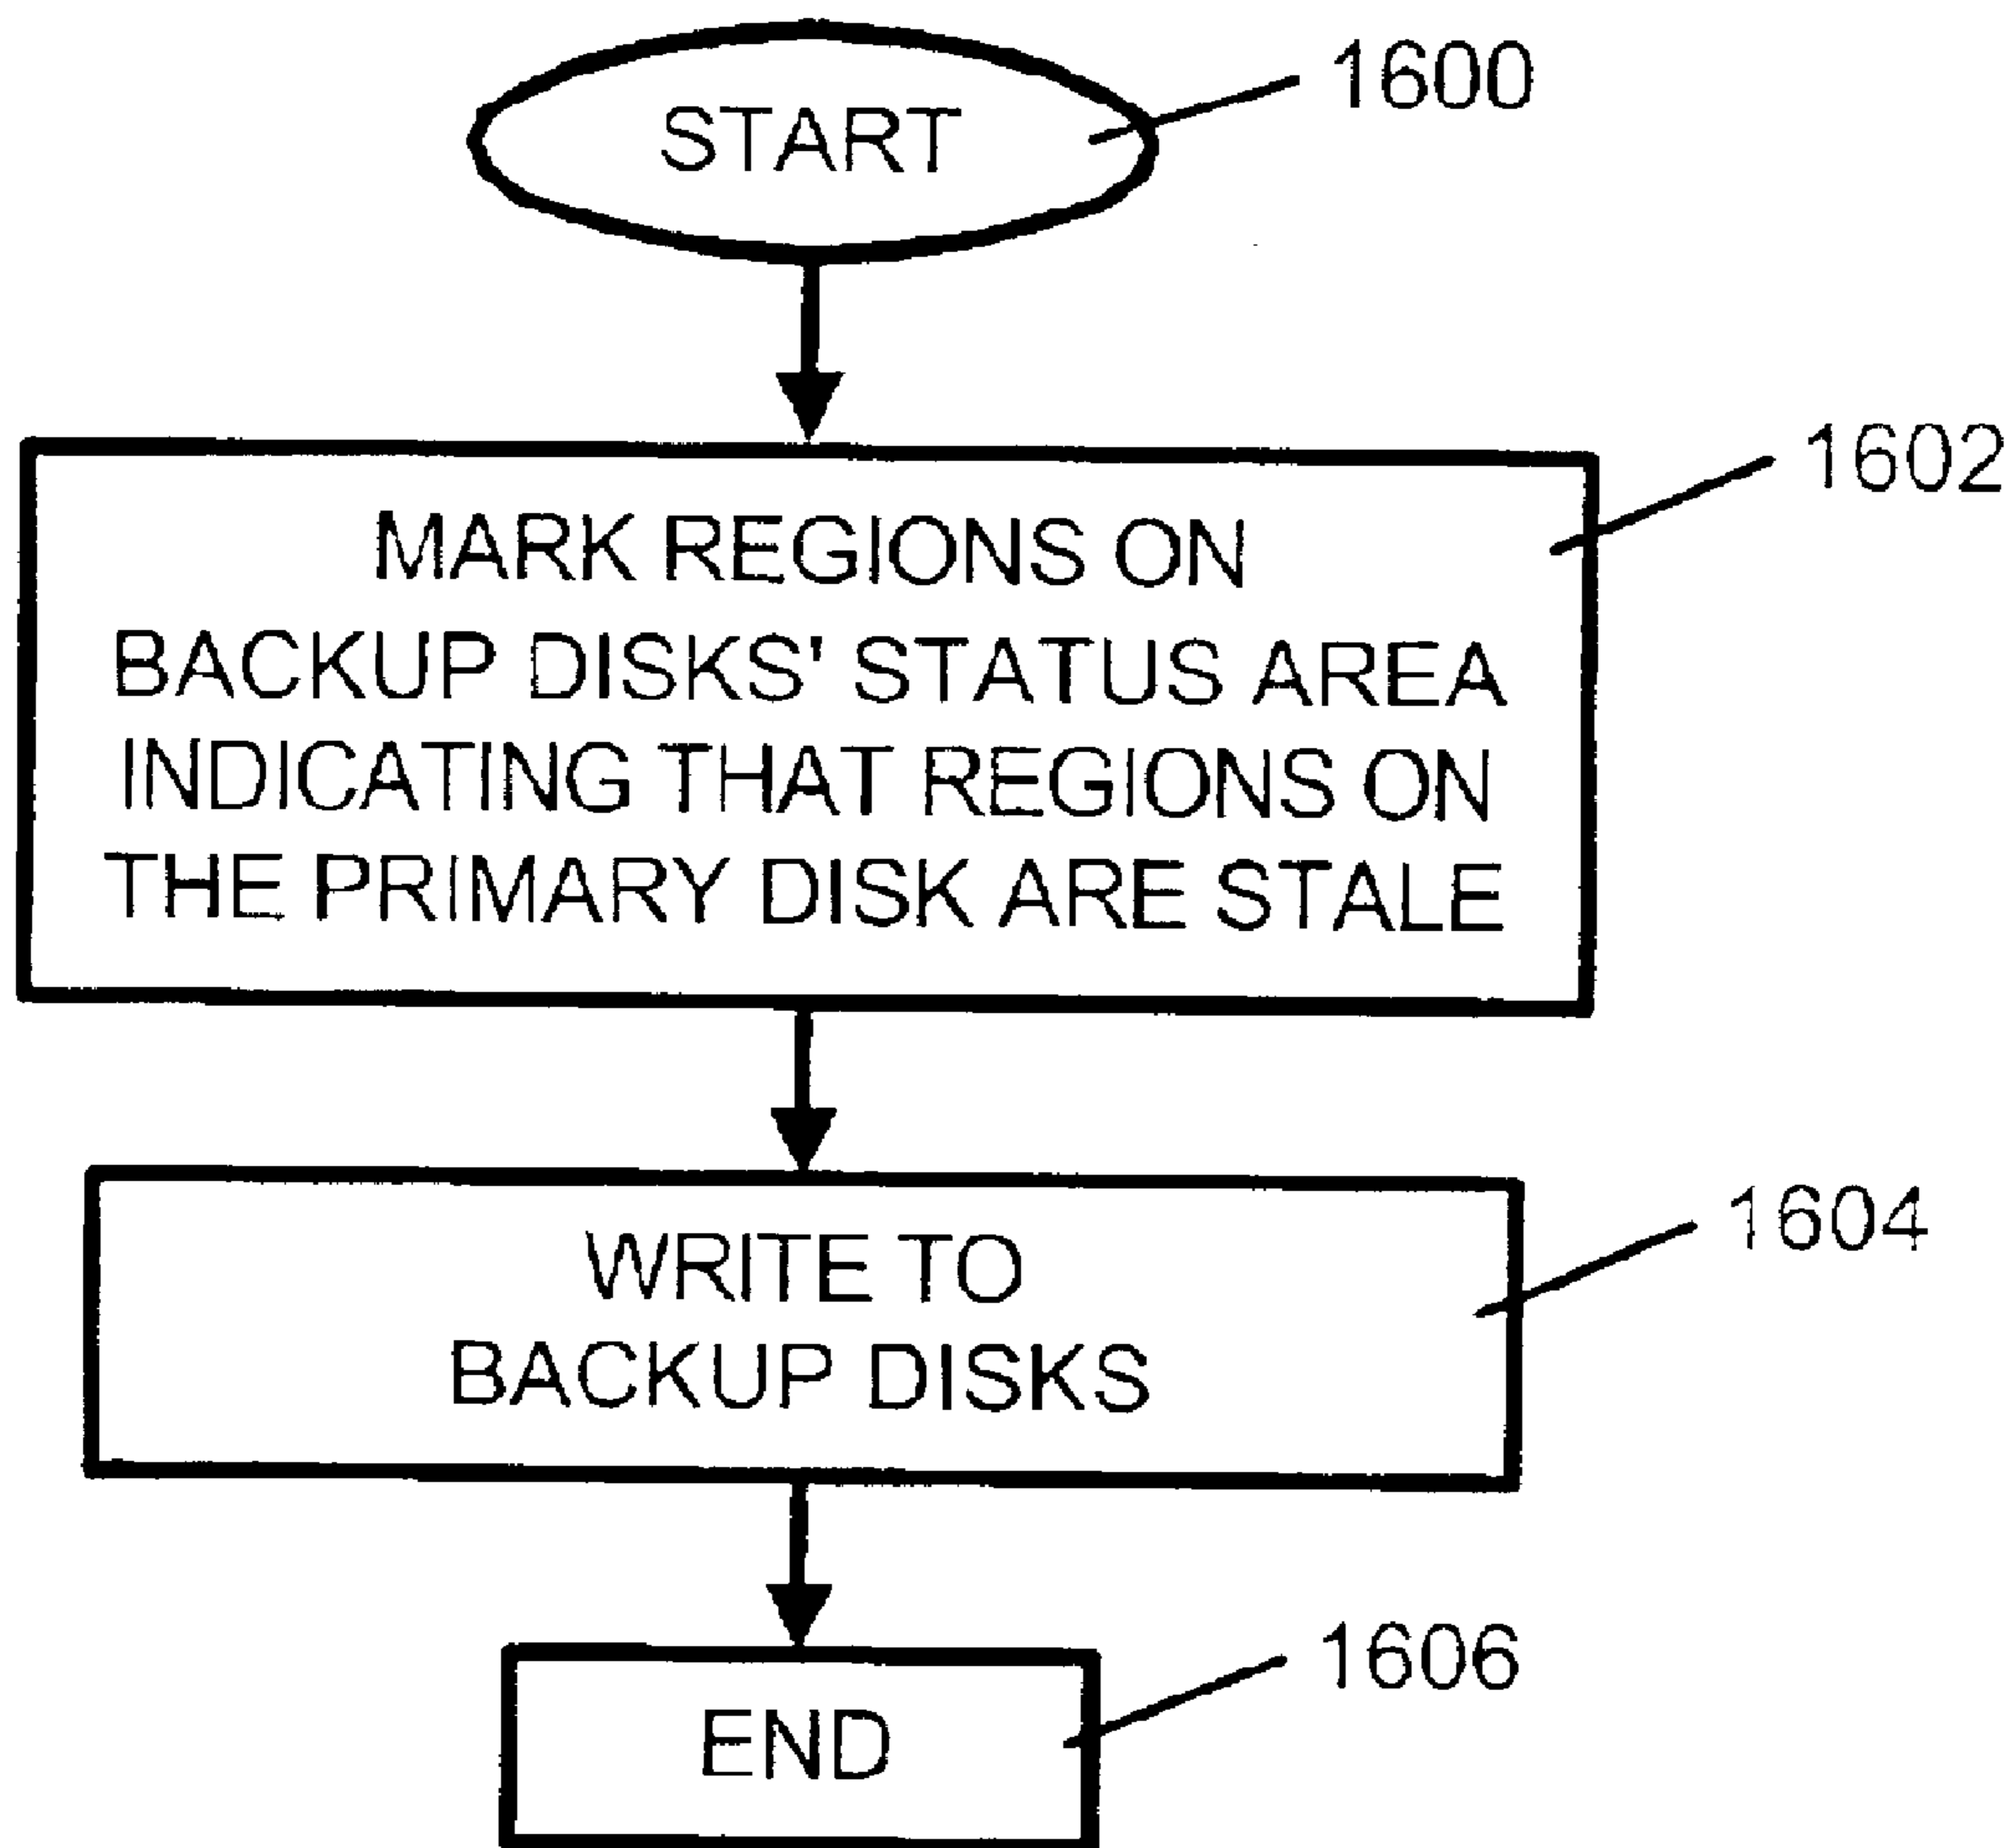 START
1600
1602
MARK REGIONS ON
BACKUP DISKS' STATUS AREA
INDICATING THAT REGIONS ON
THE PRIMARY DISK ARE STALE
1604
WRITE TO
BACKUP DISKS
1606
END